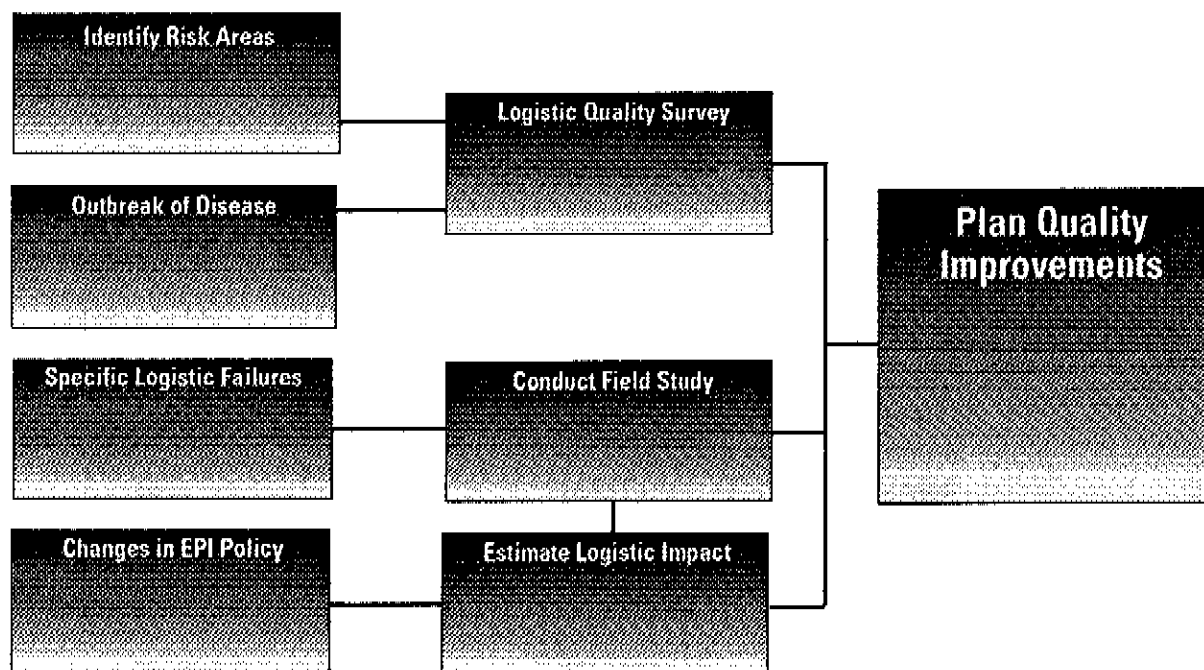 Identify Risk Areas
Logistic Quality Survey
Outbreak of Disease
Plan Quality
Improvements
Specific Logistic Failures
Conduct Field Study
Changes in EPI Policy
Estimate Logistic Impact